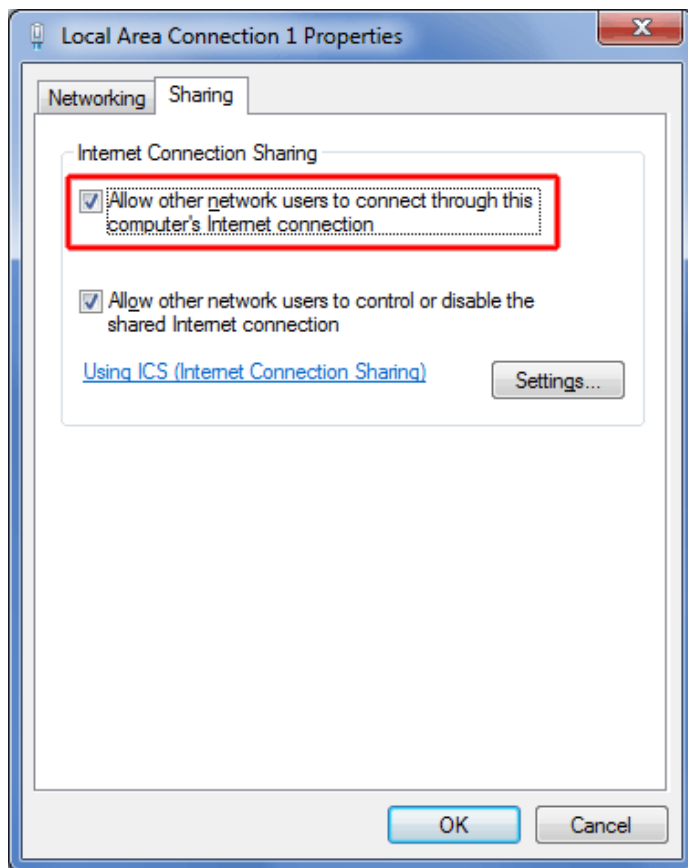 Local Area Connection 1 Properties
Networking
Sharing
Internet Connection Sharing
Allow other network users to connect through this
computer's Internet connection
Allow other network users to control or disable the
shared Internet connection
Using ICS (Internet Connection Sharing)
Settings...
OK
Cancel